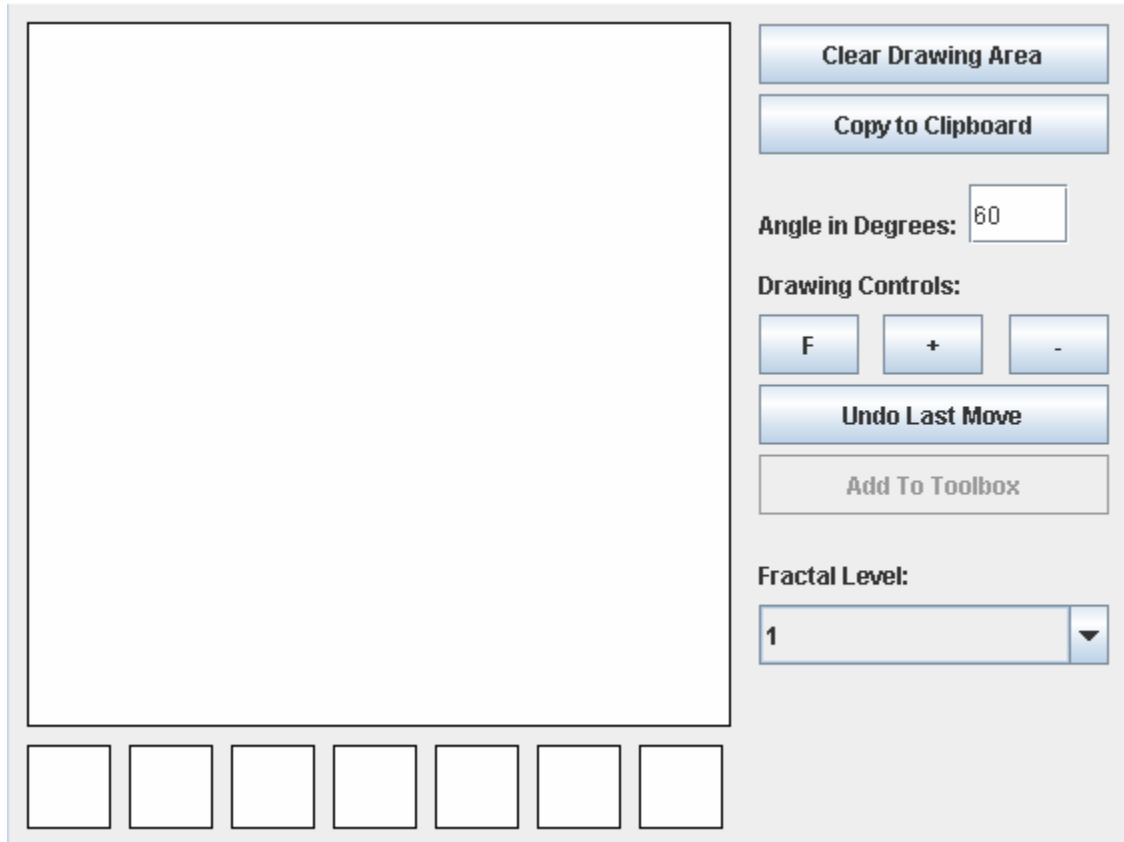 Clear Drawing Area
Copy to Clipboard
Angle in Degrees: 60
Drawing Controls:
F + -
Undo Last Move
Add To Toolbox
Fractal Level:
1